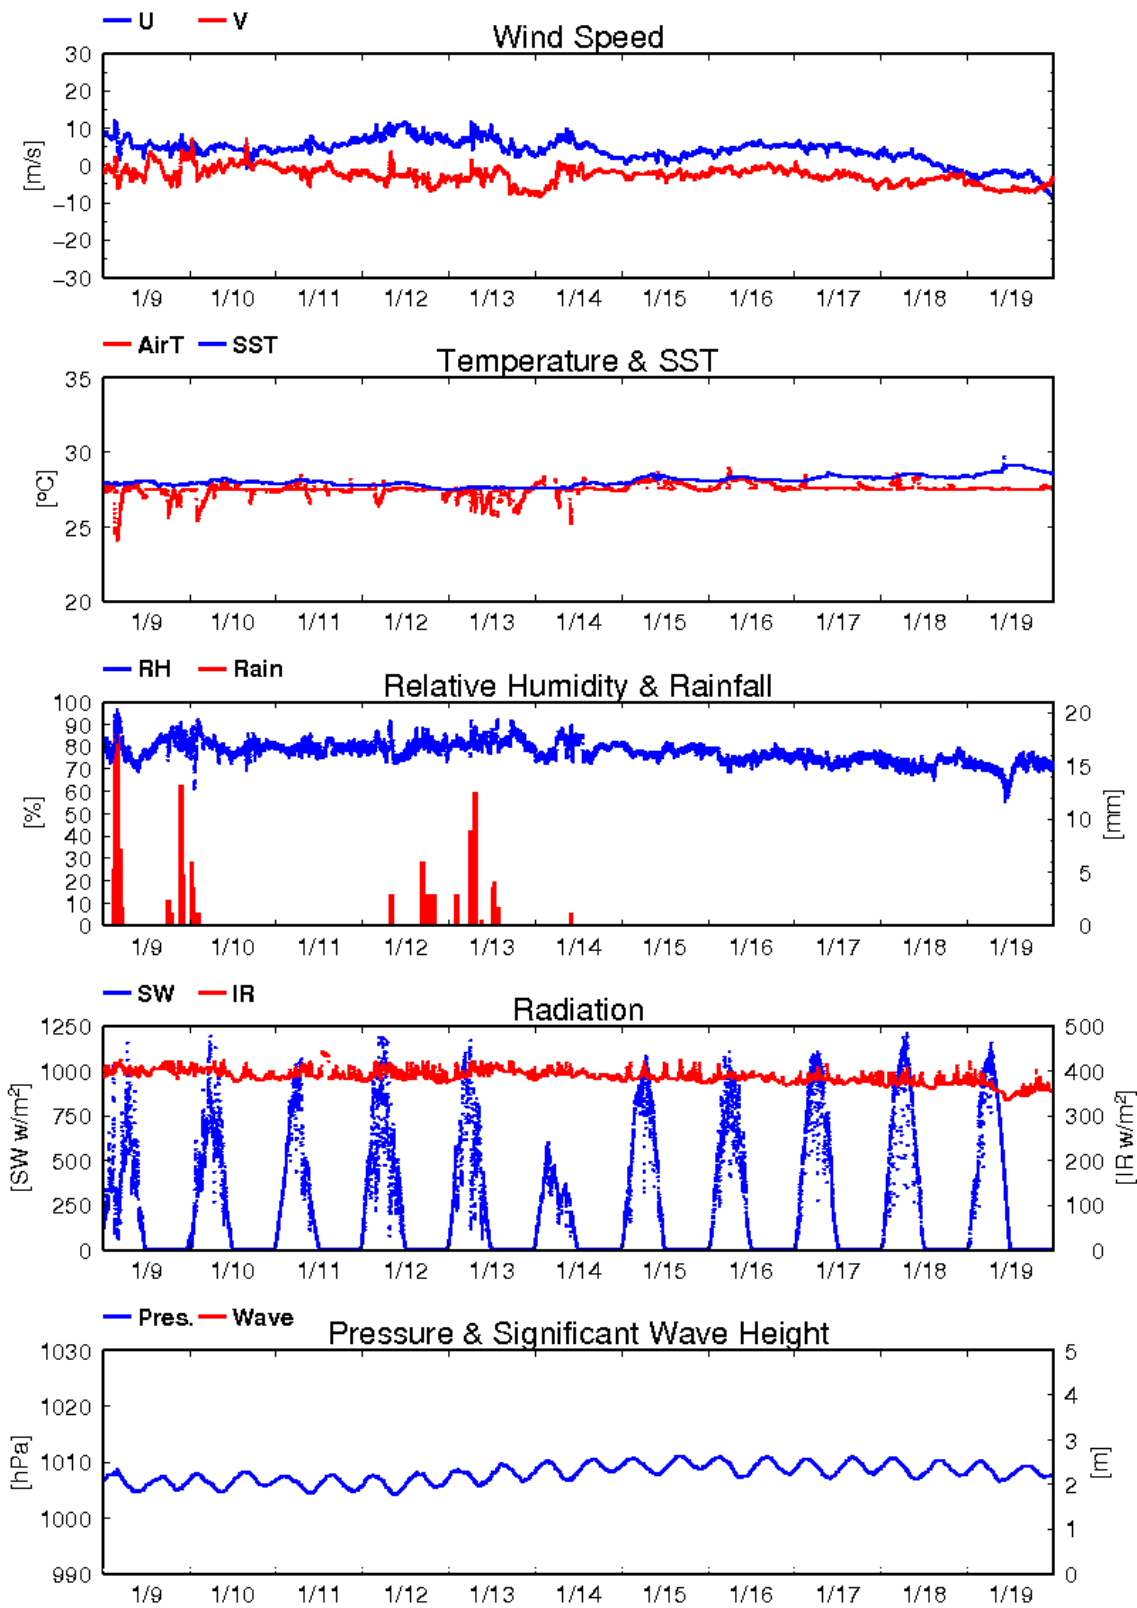 U V
Wind Speed
30
20
10
0
−10
−20
−30
[m/s]
1/9 1/10 1/11 1/12 1/13 1/14 1/15 1/16 1/17 1/18 1/19
AirT SST
Temperature & SST
35
30
25
20
[°C]
1/9 1/10 1/11 1/12 1/13 1/14 1/15 1/16 1/17 1/18 1/19
RH Rain
Relative Humidity & Rainfall
100
90
80
70
60
50
40
30
20
10
0
[%]
20
15
10
5
0
[mm]
1/9 1/10 1/11 1/12 1/13 1/14 1/15 1/16 1/17 1/18 1/19
SW IR
Radiation
1250
1000
750
500
250
0
[SW w/m²]
500
400
300
200
100
0
[IR w/m²]
1/9 1/10 1/11 1/12 1/13 1/14 1/15 1/16 1/17 1/18 1/19
Pres. Wave
Pressure & Significant Wave Height
1030
1020
1010
1000
990
[hPa]
5
4
3
2
1
0
[m]
1/9 1/10 1/11 1/12 1/13 1/14 1/15 1/16 1/17 1/18 1/19